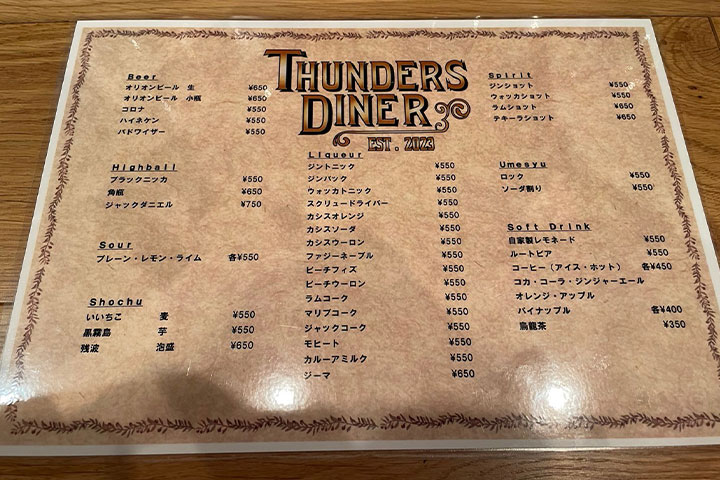 THUNDERS
DINER
EST. 2023
Beer
オリオンビール 生 ¥650
オリオンビール 小瓶 ¥650
コロナ ¥550
ハイネケン ¥550
バドワイザー ¥550
Highball
ブラックニッカ ¥550
角瓶 ¥650
ジャックダニエル ¥750
Sour
プレーン・レモン・ライム 各¥550
Shochu
いいちこ 麦 ¥550
黒霧島 芋 ¥550
残波 泡盛 ¥650
Liqueur
ジントニック ¥550
ジンバック ¥550
ウォッカトニック ¥550
スクリュードライバー ¥550
カシスオレンジ ¥550
カシスソーダ ¥550
カシスウーロン ¥550
ファジーネーブル ¥550
ピーチフィズ ¥550
ピーチウーロン ¥550
ラムコーク ¥550
マリブコーク ¥550
ジャックコーク ¥550
モヒート ¥550
カルーアミルク ¥550
ジーマ ¥650
Spirit
ジンショット ¥550
ウォッカショット ¥550
ラムショット ¥650
テキーラショット ¥650
Umesyu
ロック ¥550
ソーダ割り ¥550
Soft Drink
自家製レモネード ¥550
ルートビア ¥550
コーヒー（アイス・ホット） 各¥450
コカ・コーラ・ジンジャーエール
オレンジ・アップル
パイナップル 各¥400
烏龍茶 ¥350